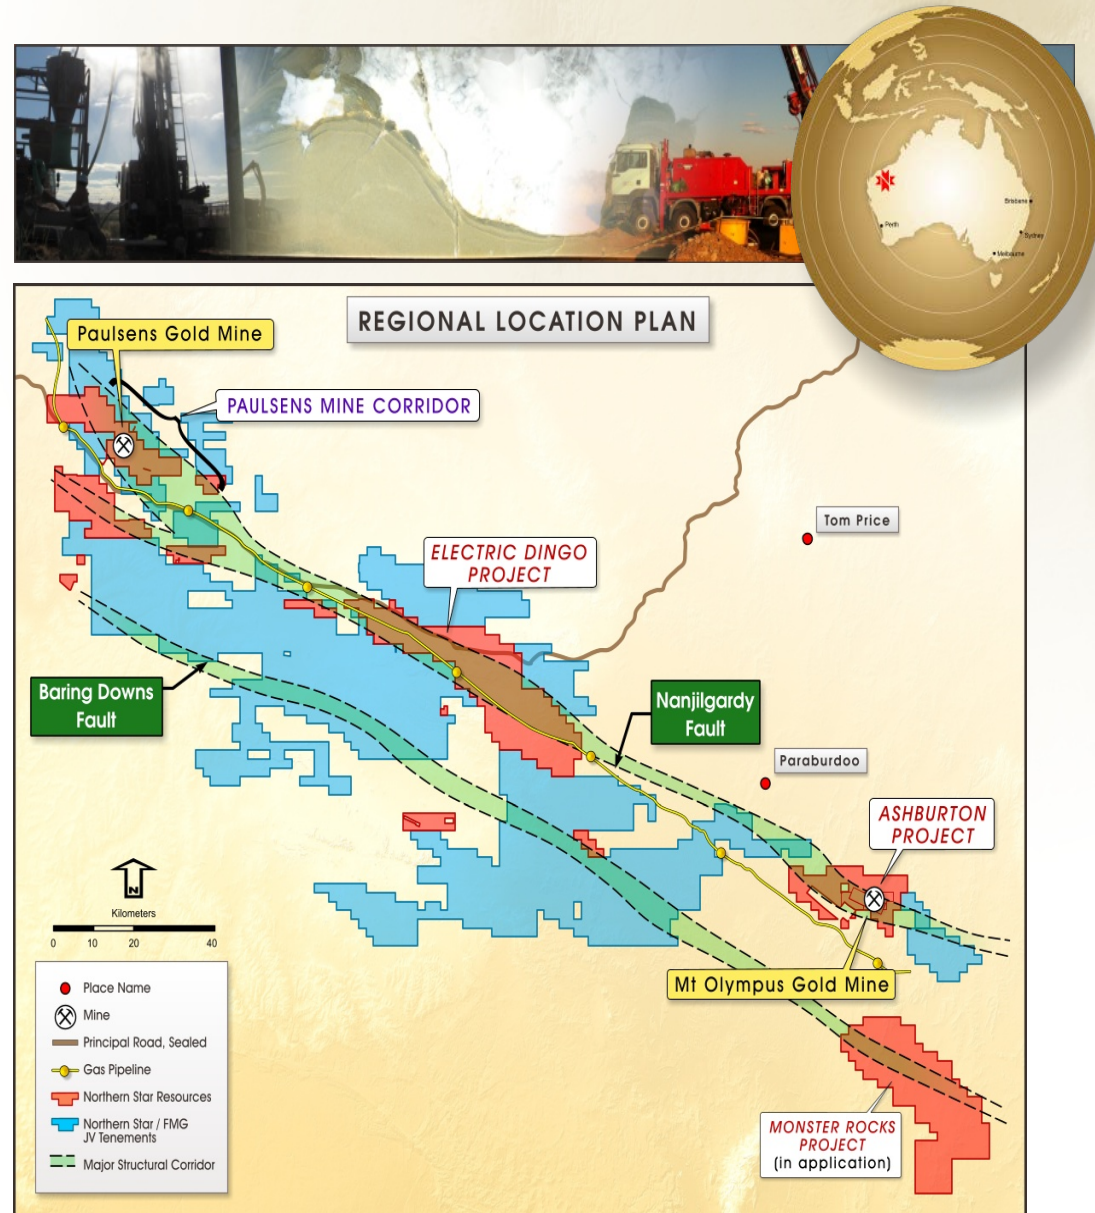 Brisbane
Perth
Sydney
Melbourne
REGIONAL LOCATION PLAN
Paulsens Gold Mine
PAULSENS MINE CORRIDOR
Tom Price
ELECTRIC DINGO
PROJECT
Baring Downs
Fault
Nanjilgardy
Fault
Paraburdoo
ASHBURTON
PROJECT
N
Kilometers
0 10 20 40
Mt Olympus Gold Mine
Place Name
Mine
Principal Road, Sealed
Gas Pipeline
Northern Star Resources
Northern Star / FMG
JV Tenements
Major Structural Corridor
MONSTER ROCKS
PROJECT
(in application)